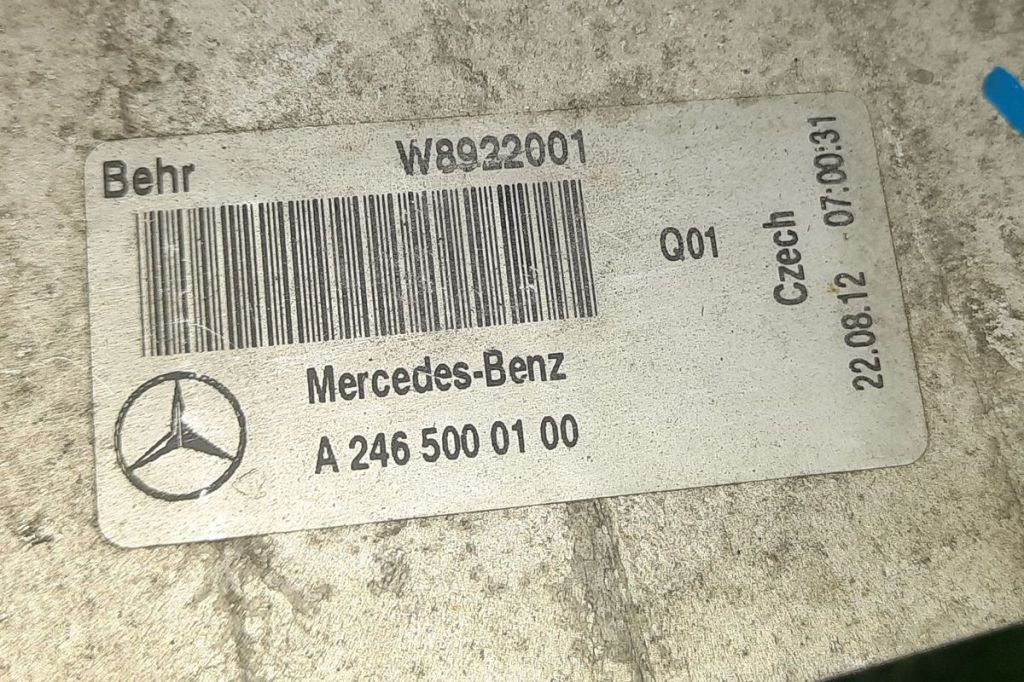 Behr W8922001
Q01
Mercedes-Benz
A 246 500 01 00
Czech
22.08.12 07:00:31